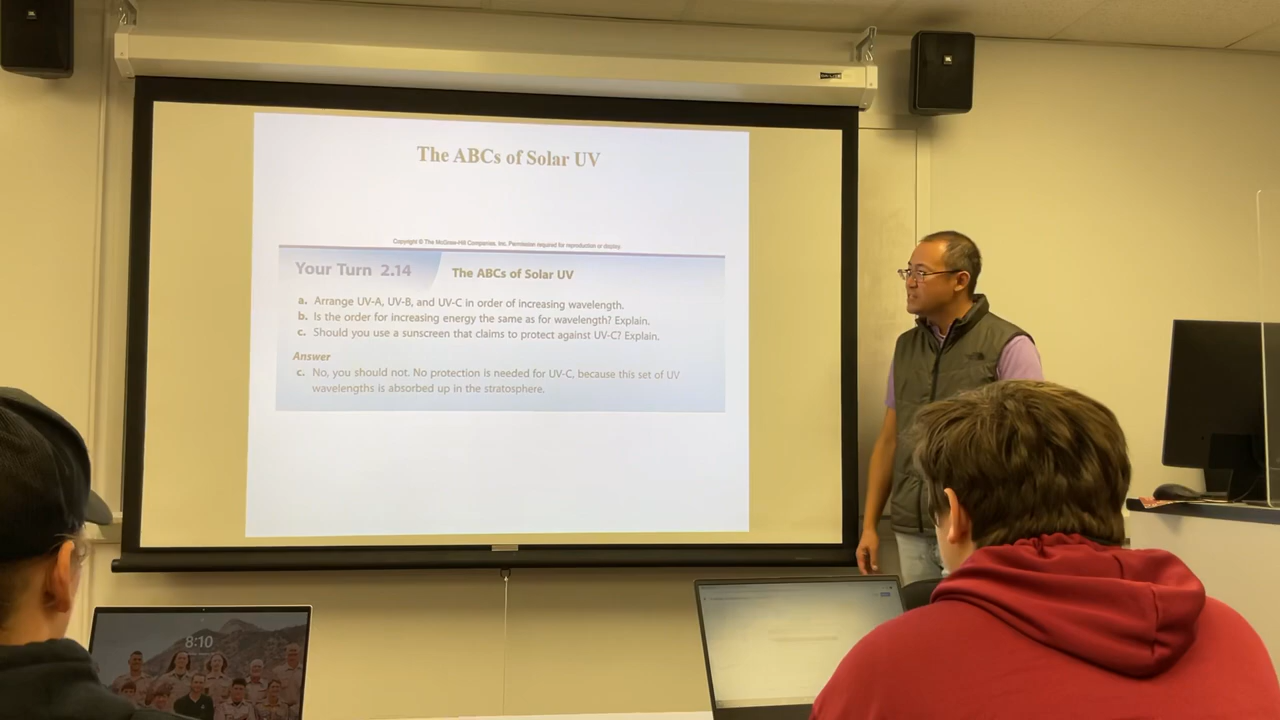 The ABCs of Solar UV
Copyright © The McGraw-Hill Companies, Inc. Permission required for reproduction or display.
Your Turn 2.14
The ABCs of Solar UV
a. Arrange UV-A, UV-B, and UV-C in order of increasing wavelength.
b. Is the order for increasing energy the same as for wavelength? Explain.
c. Should you use a sunscreen that claims to protect against UV-C? Explain.
Answer
c. No, you should not. No protection is needed for UV-C, because this set of UV
wavelengths is absorbed up in the stratosphere.
JBL
JBL
DA-LITE
8:10